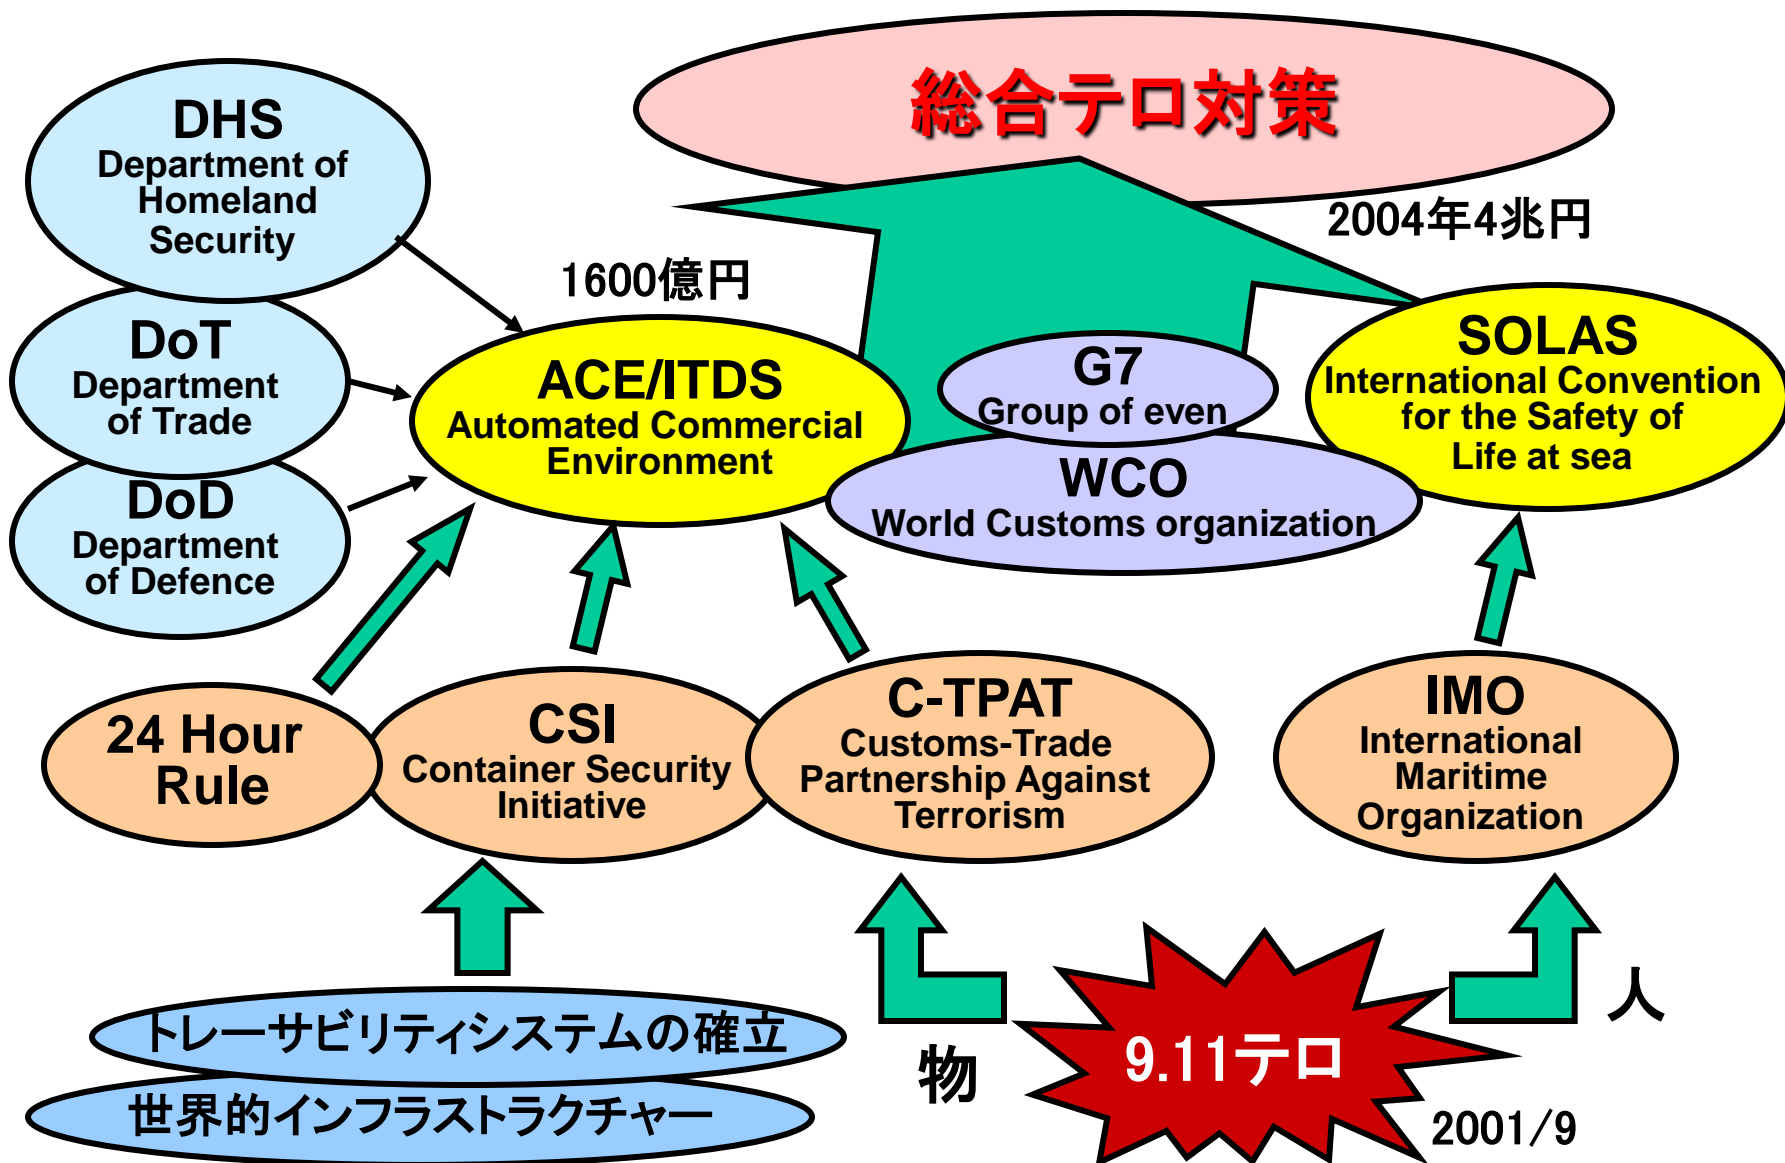 総合テロ対策
2004年4兆円
DHS
Department of
Homeland
Security
DoT
Department
of Trade
DoD
Department
of Defence
1600億円
ACE/ITDS
Automated Commercial
Environment
G7
Group of even
WCO
World Customs organization
SOLAS
International Convention
for the Safety of
Life at sea
24 Hour
Rule
CSI
Container Security
Initiative
C-TPAT
Customs-Trade
Partnership Against
Terrorism
IMO
International
Maritime
Organization
トレーサビリティシステムの確立
世界的インフラストラクチャー
物
9.11テロ
人
2001/9